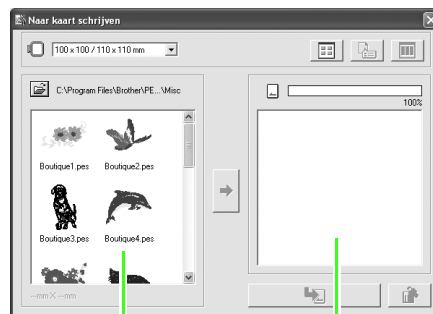 Naar kaart schrijven
100 x 100 / 110 x 110 mm
C:\Program Files\Brother\PE...\Misc
100%
Boutique1.pes Boutique2.pes
Boutique3.pes Boutique4.pes
---mm X ---mm